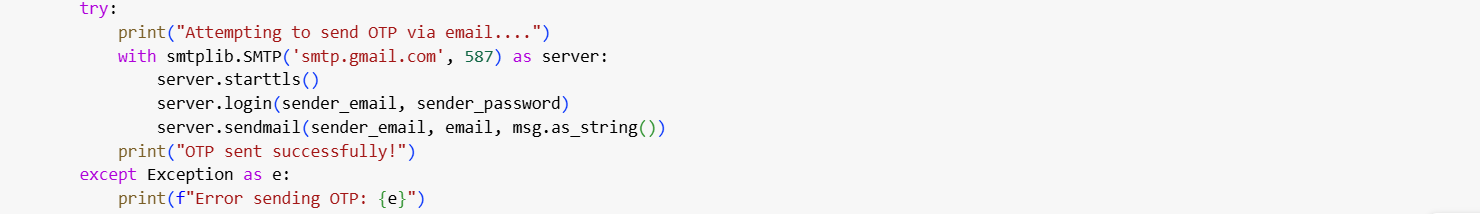 try:
    print("Attempting to send OTP via email....")
    with smtplib.SMTP('smtp.gmail.com', 587) as server:
        server.starttls()
        server.login(sender_email, sender_password)
        server.sendmail(sender_email, email, msg.as_string())
    print("OTP sent successfully!")
except Exception as e:
    print(f"Error sending OTP: {e}")